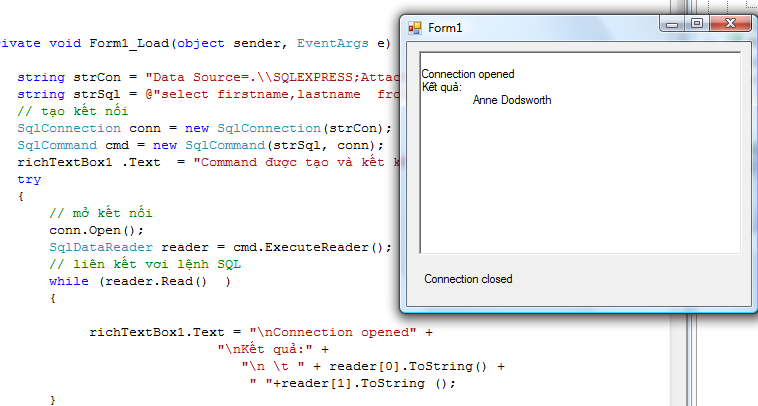 rivate void Form1_Load(object sender, EventArgs e)
string strCon = "Data Source=.\\SQLEXPRESS;Attac
string strSql = @"select firstname,lastname fro
// tạo kết nối
SqlConnection conn = new SqlConnection(strCon);
SqlCommand cmd = new SqlCommand(strSql, conn);
richTextBox1 .Text = "Command được tạo và kết k
try
{
// mở kết nối
conn.Open();
SqlDataReader reader = cmd.ExecuteReader();
// liên kết vơi lệnh SQL
while (reader.Read() )
{
richTextBox1.Text = "\nConnection opened" +
"\nKết quả:" +
"\n \t " + reader[0].ToString() +
" "+reader[1].ToString ();
}
Form1
Connection opened
Kết quả:
Anne Dodsworth
Connection closed